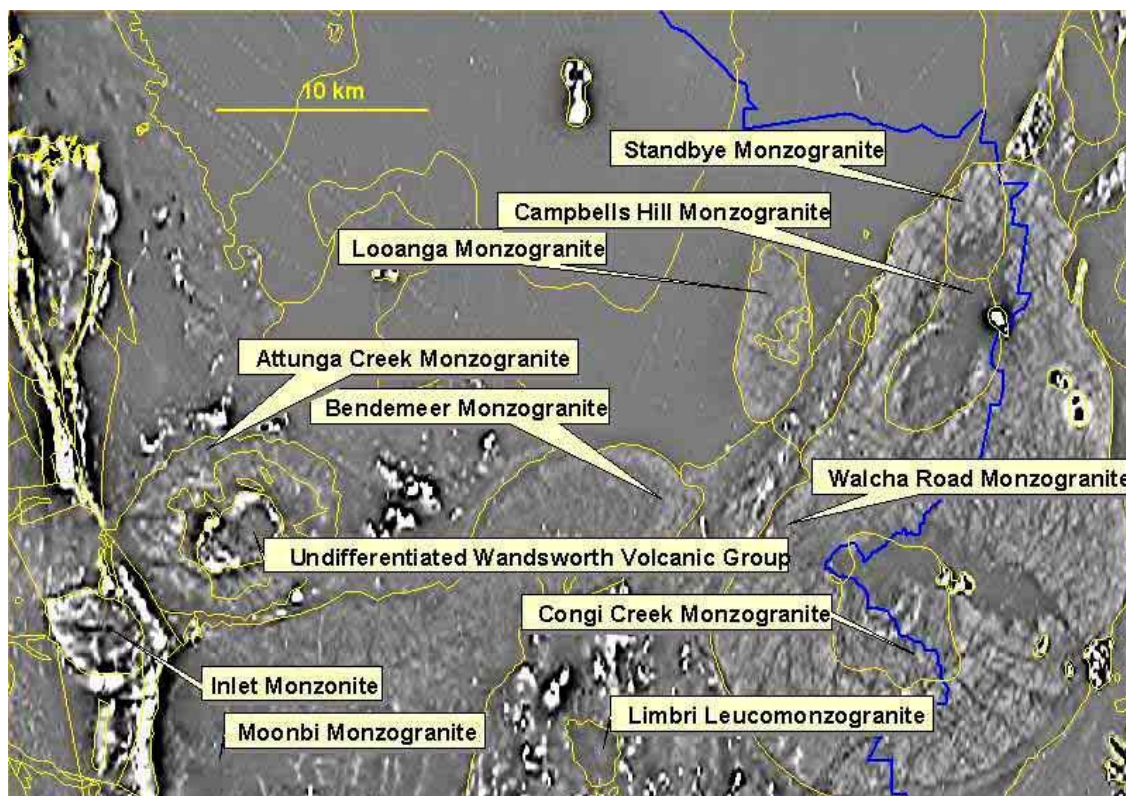 10 km
Standbye Monzogranite
Campbells Hill Monzogranite
Looanga Monzogranite
Attunga Creek Monzogranite
Bendemeer Monzogranite
Walcha Road Monzogranite
Undifferentiated Wandsworth Volcanic Group
Congi Creek Monzogranite
Inlet Monzonite
Limbri Leucomonzogranite
Moonbi Monzogranite